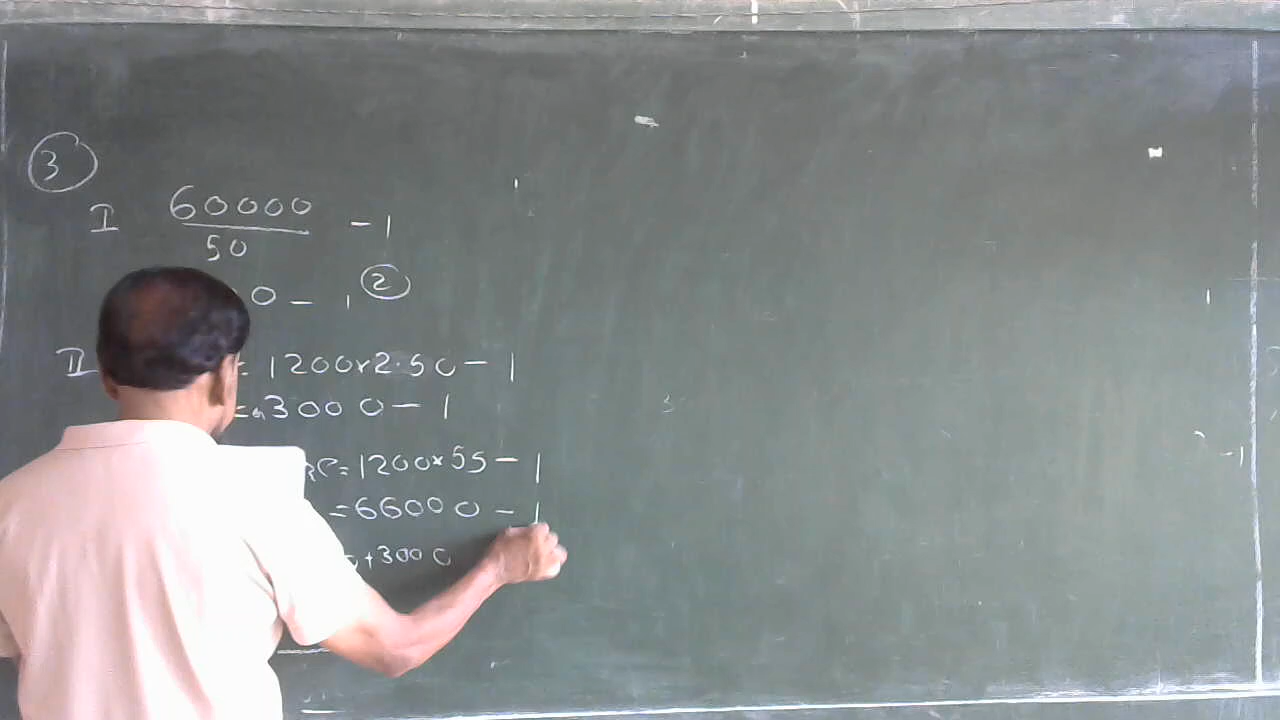 3
I 60000 - 1
50
0 - 1 2
II = 1200 x 2.50 - 1
= 3000 - 1
= 1200 x 55 - 1
= 66000 - 1
+ 3000